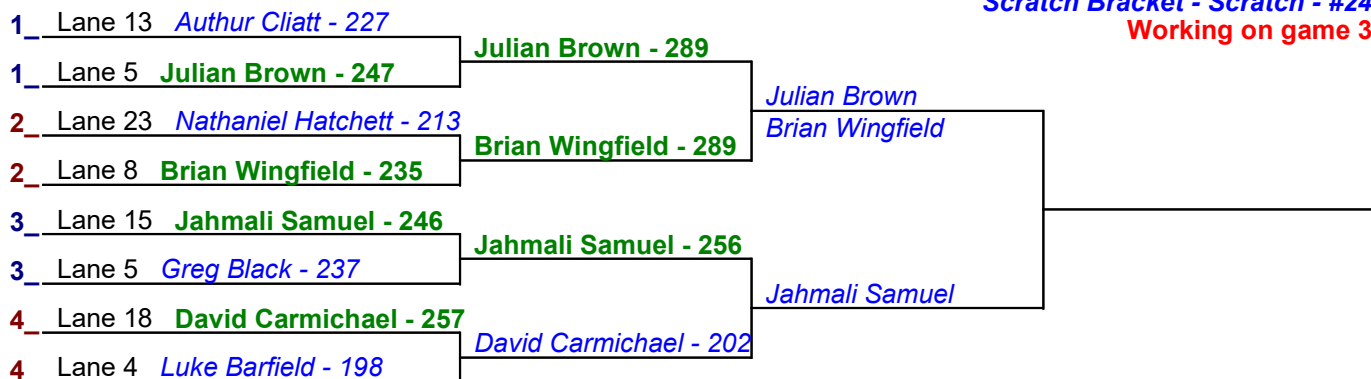 Scratch Bracket - Scratch - #24
Working on game 3
1_ Lane 13 Authur Cliatt - 227
1_ Lane 5 Julian Brown - 247
2_ Lane 23 Nathaniel Hatchett - 213
2_ Lane 8 Brian Wingfield - 235
3_ Lane 15 Jahmali Samuel - 246
3_ Lane 5 Greg Black - 237
4_ Lane 18 David Carmichael - 257
4 Lane 4 Luke Barfield - 198
Julian Brown - 289
Brian Wingfield - 289
Jahmali Samuel - 256
David Carmichael - 202
Julian Brown
Brian Wingfield
Jahmali Samuel